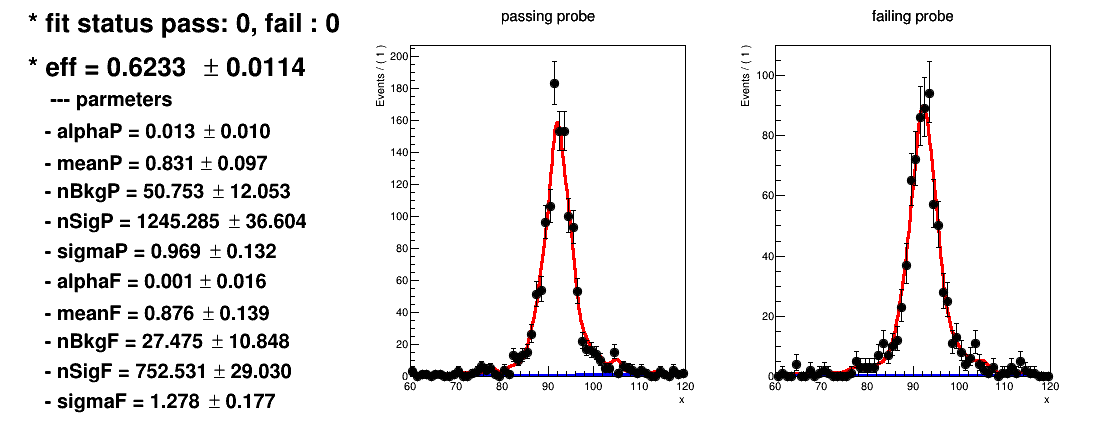 * fit status pass: 0, fail : 0
* eff = 0.6233 ± 0.0114
--- parmeters
- alphaP = 0.013 ± 0.010
- meanP = 0.831 ± 0.097
- nBkgP = 50.753 ± 12.053
- nSigP = 1245.285 ± 36.604
- sigmaP = 0.969 ± 0.132
- alphaF = 0.001 ± 0.016
- meanF = 0.876 ± 0.139
- nBkgF = 27.475 ± 10.848
- nSigF = 752.531 ± 29.030
- sigmaF = 1.278 ± 0.177
passing probe
Events / ( 1 )
200
180
160
140
120
100
80
60
40
20
0
60 70 80 90 100 110 120
x
failing probe
Events / ( 1 )
100
80
60
40
20
0
60 70 80 90 100 110 120
x